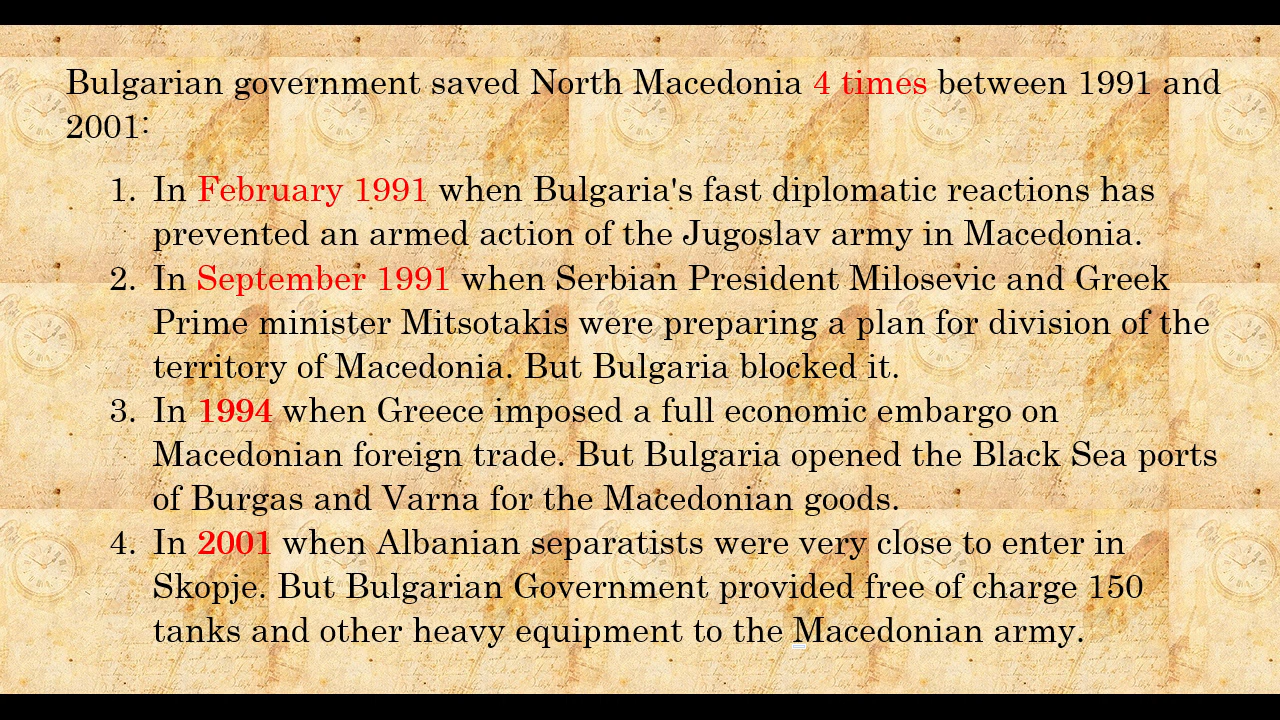 Bulgarian government saved North Macedonia 4 times between 1991 and
2001:
1. In February 1991 when Bulgaria's fast diplomatic reactions has
prevented an armed action of the Jugoslav army in Macedonia.
2. In September 1991 when Serbian President Milosevic and Greek
Prime minister Mitsotakis were preparing a plan for division of the
territory of Macedonia. But Bulgaria blocked it.
3. In 1994 when Greece imposed a full economic embargo on
Macedonian foreign trade. But Bulgaria opened the Black Sea ports
of Burgas and Varna for the Macedonian goods.
4. In 2001 when Albanian separatists were very close to enter in
Skopje. But Bulgarian Government provided free of charge 150
tanks and other heavy equipment to the Macedonian army.